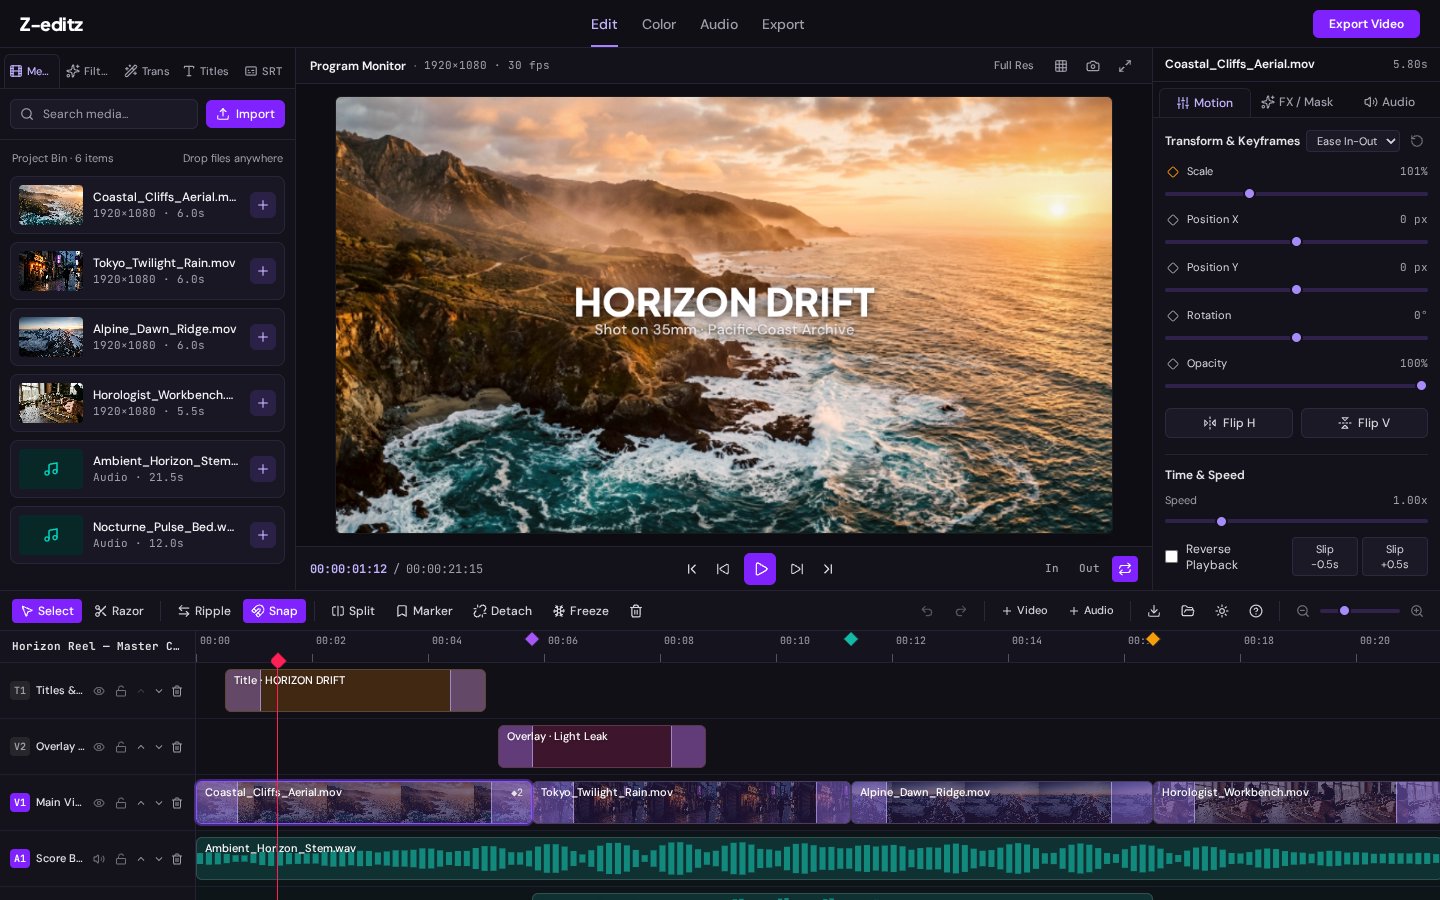 Z-editz
Edit
Color
Audio
Export
Export Video
Me...
Filt...
Trans
Titles
SRT
Search media...
Import
Project Bin · 6 items
Drop files anywhere
Coastal_Cliffs_Aerial.m...
1920×1080 · 6.0s
Tokyo_Twilight_Rain.mov
1920×1080 · 6.0s
Alpine_Dawn_Ridge.mov
1920×1080 · 6.0s
Horologist_Workbench....
1920×1080 · 5.5s
Ambient_Horizon_Stem...
Audio · 21.5s
Nocturne_Pulse_Bed.w...
Audio · 12.0s
Program Monitor · 1920×1080 · 30 fps
Full Res
HORIZON DRIFT
Shot on 35mm · Pacific Coast Archive
00:00:01:12 / 00:00:21:15
In
Out
Coastal_Cliffs_Aerial.mov
5.80s
Motion
FX / Mask
Audio
Transform & Keyframes
Ease In-Out
Scale
101%
Position X
0 px
Position Y
0 px
Rotation
0°
Opacity
100%
Flip H
Flip V
Time & Speed
Speed
1.00x
Reverse
Playback
Slip
−0.5s
Slip
+0.5s
Select
Razor
Ripple
Snap
Split
Marker
Detach
Freeze
+ Video
+ Audio
Horizon Reel — Master C...
00:00
00:02
00:04
00:06
00:08
00:10
00:12
00:14
00:
00:18
00:20
T1
Titles &...
Title · HORIZON DRIFT
V2
Overlay ...
Overlay · Light Leak
V1
Main Vi...
Coastal_Cliffs_Aerial.mov
◆2
Tokyo_Twilight_Rain.mov
Alpine_Dawn_Ridge.mov
Horologist_Workbench.mov
A1
Score B...
Ambient_Horizon_Stem.wav